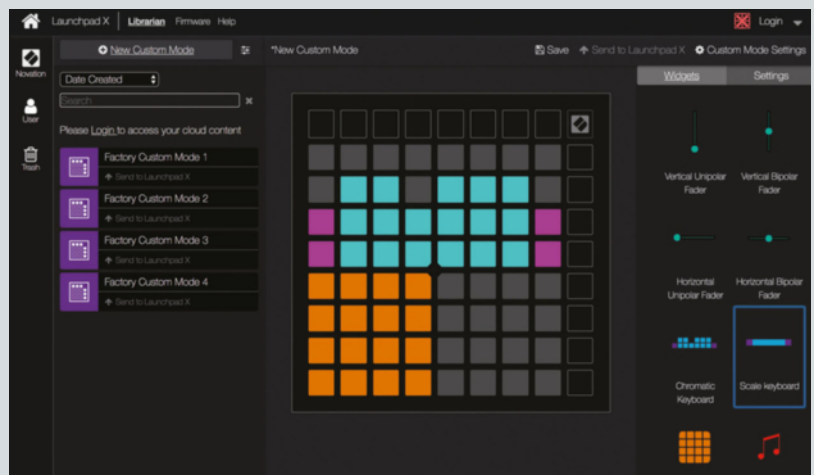 Launchpad X Librarian Firmware Help Login
New Custom Mode *New Custom Mode Save Send to Launchpad X Custom Mode Settings
Novation
User
Trash
Date Created
Search
Please Login to access your cloud content
Factory Custom Mode 1
Send to Launchpad X
Factory Custom Mode 2
Send to Launchpad X
Factory Custom Mode 3
Send to Launchpad X
Factory Custom Mode 4
Send to Launchpad X
Widgets Settings
Vertical Unipolar
Fader
Vertical Bipolar
Fader
Horizontal
Unipolar Fader
Horizontal Bipolar
Fader
Chromatic
Keyboard
Scale keyboard